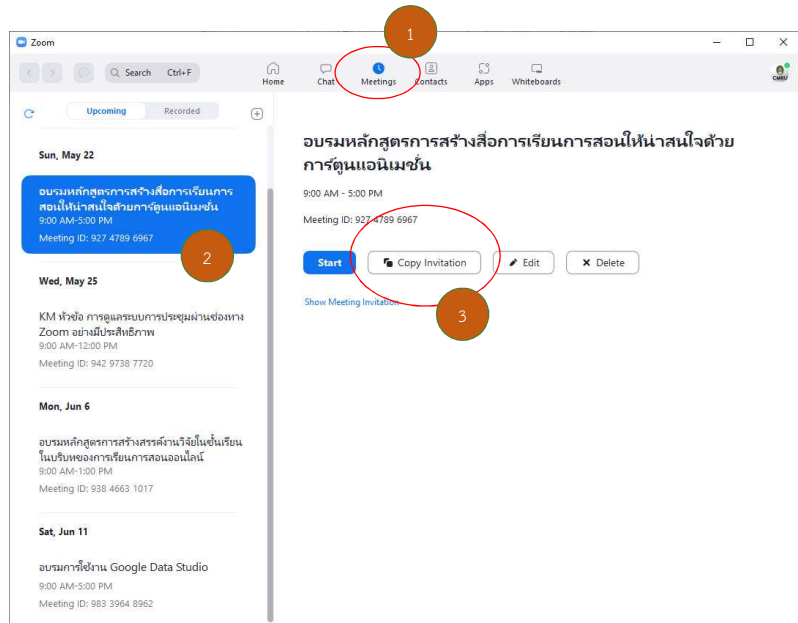 1
Zoom
Search Ctrl+F
Home
Chat
Meetings
Contacts
Apps
Whiteboards
CMRU
Upcoming
Recorded
Sun, May 22
อบรมหลักสูตรการสร้างสื่อการเรียนการ
สอนให้น่าสนใจด้วยการ์ตูนแอนิเมชั่น
9:00 AM-5:00 PM
Meeting ID: 927 4789 6967
2
Wed, May 25
KM หัวข้อ การดูแลระบบการประชุมผ่านช่องทาง
Zoom อย่างมีประสิทธิภาพ
9:00 AM-12:00 PM
Meeting ID: 942 9738 7720
Mon, Jun 6
อบรมหลักสูตรการสร้างสรรค์งานวิจัยในชั้นเรียน
ในบริบทของการเรียนการสอนออนไลน์
9:00 AM-1:00 PM
Meeting ID: 938 4663 1017
Sat, Jun 11
อบรมการใช้งาน Google Data Studio
9:00 AM-5:00 PM
Meeting ID: 983 3964 8962
อบรมหลักสูตรการสร้างสื่อการเรียนการสอนให้น่าสนใจด้วย
การ์ตูนแอนิเมชั่น
9:00 AM - 5:00 PM
Meeting ID: 927 4789 6967
Start
Copy Invitation
Edit
Delete
Show Meeting Invitation
3